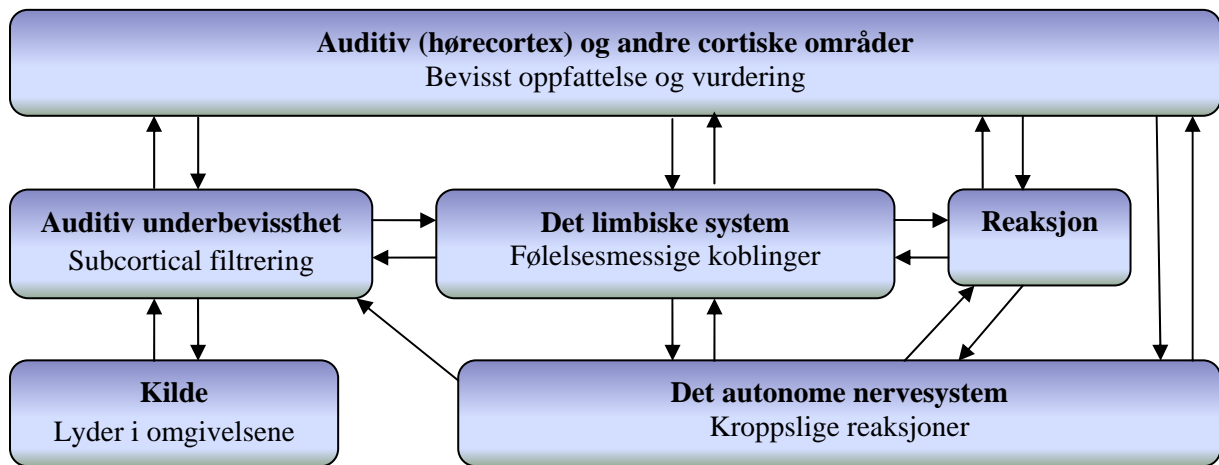 Auditiv (hørecortex) og andre cortiske områder
Bevisst oppfattelse og vurdering
Auditiv underbevissthet
Subcortical filtrering
Det limbiske system
Følelsesmessige koblinger
Reaksjon
Kilde
Lyder i omgivelsene
Det autonome nervesystem
Kroppslige reaksjoner